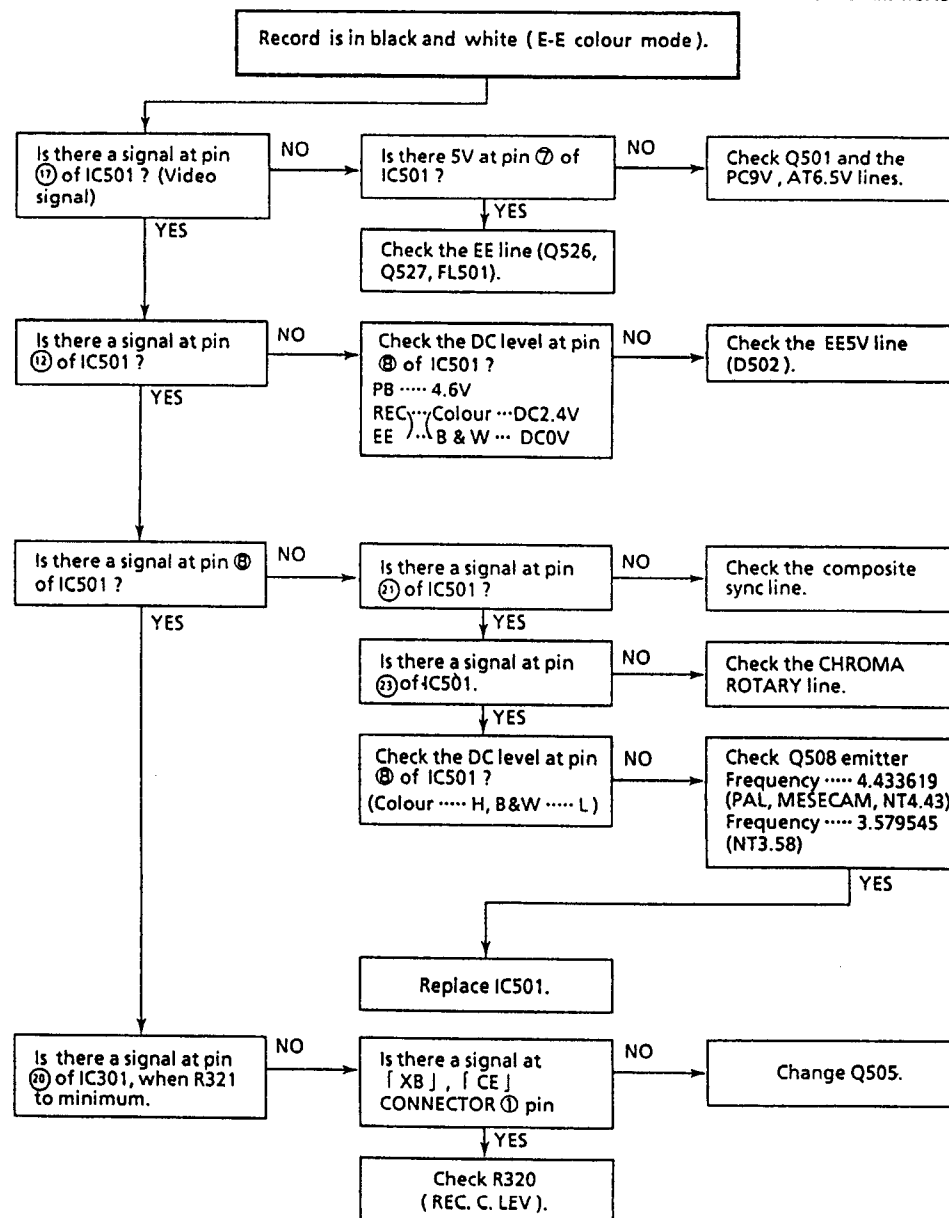 Record is in black and white ( E-E colour mode ).
Is there a signal at pin
⑰ of IC501 ? (Video
signal)
NO
YES
Is there 5V at pin ⑦ of
IC501 ?
NO
YES
Check Q501 and the
PC9V , AT6.5V lines.
Check the EE line (Q526,
Q527, FL501).
Is there a signal at pin
⑫ of IC501 ?
NO
YES
Check the DC level at pin
⑧ of IC501 ?
PB ····· 4.6V
REC ··· Colour ··· DC2.4V
EE ··· B & W ··· DC0V
NO
Check the EE5V line
(D502 ).
Is there a signal at pin ⑧
of IC501 ?
NO
YES
Is there a signal at pin
㉑ of IC501 ?
NO
YES
Check the composite
sync line.
Is there a signal at pin
㉓ of IC501.
NO
YES
Check the CHROMA
ROTARY line.
Check the DC level at pin
⑧ of IC501 ?
(Colour ····· H, B&W ····· L )
NO
Check Q508 emitter
Frequency ····· 4.433619
(PAL, MESECAM, NT4.43)
Frequency ····· 3.579545
(NT3.58)
YES
Replace IC501.
Is there a signal at pin
⑳ of IC301, when R321
to minimum.
NO
Is there a signal at
「 XB 」 , 「 CE 」
CONNECTOR ① pin
NO
YES
Change Q505.
Check R320
( REC. C. LEV ).